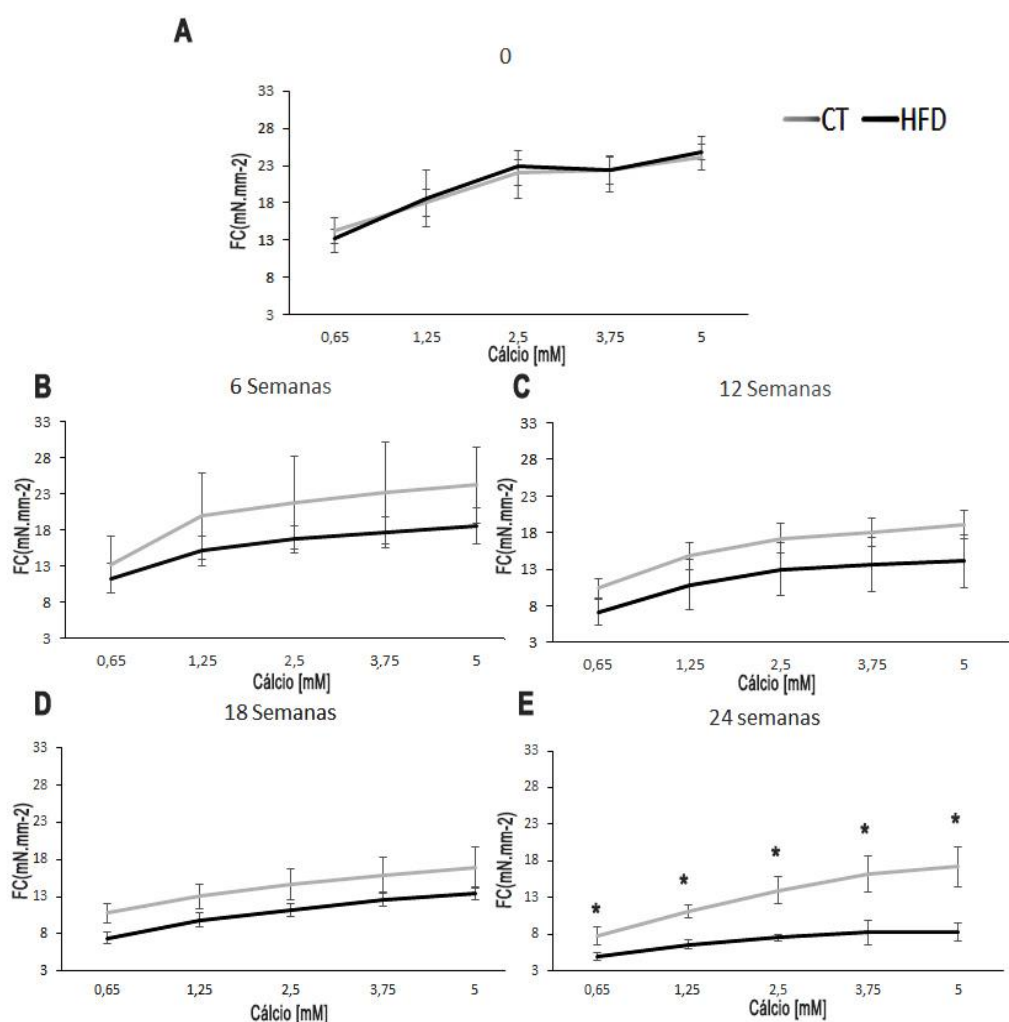 A
0
CT HFD
FC(mN.mm-2)
33
28
23
18
13
8
3
0,65 1,25 2,5 3,75 5
Cálcio [mM]
B
6 Semanas
FC(mN.mm-2)
33
28
23
18
13
8
3
0,65 1,25 2,5 3,75 5
Cálcio [mM]
C
12 Semanas
FC(mN.mm-2)
33
28
23
18
13
8
3
0,65 1,25 2,5 3,75 5
Cálcio [mM]
D
18 Semanas
FC(mN.mm-2)
33
28
23
18
13
8
3
0,65 1,25 2,5 3,75 5
Cálcio [mM]
E
24 semanas
FC(mN.mm-2)
33
28
23
18
13
8
3
* * * * *
0,65 1,25 2,5 3,75 5
Cálcio [mM]